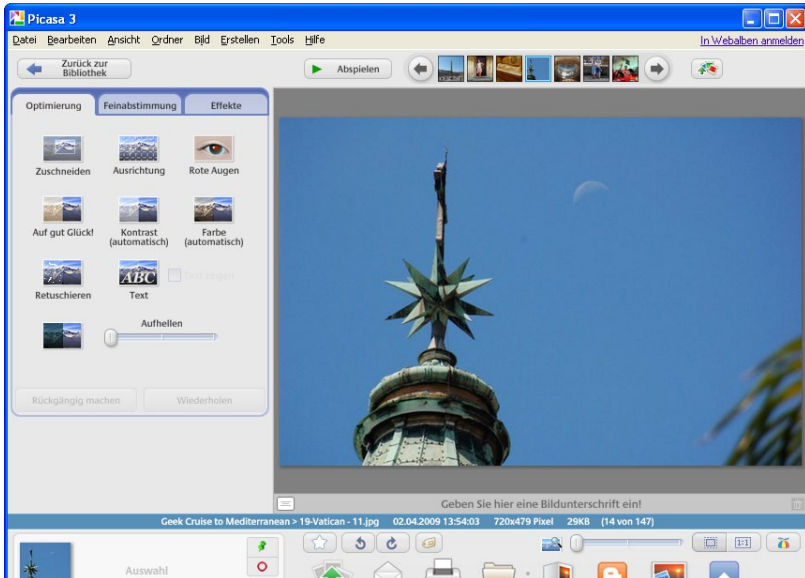 Picasa 3
Datei Bearbeiten Ansicht Ordner Bild Erstellen Tools Hilfe
In Webalben anmelden
Zurück zur
Bibliothek
Abspielen
Optimierung Feinabstimmung Effekte
Zuschneiden Ausrichtung Rote Augen
Auf gut Glück! Kontrast
(automatisch) Farbe
(automatisch)
ABC
Retuschieren Text
Text zeigen
Aufhellen
Rückgängig machen Wiederholen
Geben Sie hier eine Bildunterschrift ein!
Geek Cruise to Mediterranean > 19-Vatican - 11.jpg 02.04.2009 13:54:03 720x479 Pixel 29KB (14 von 147)
Auswahl
1:1